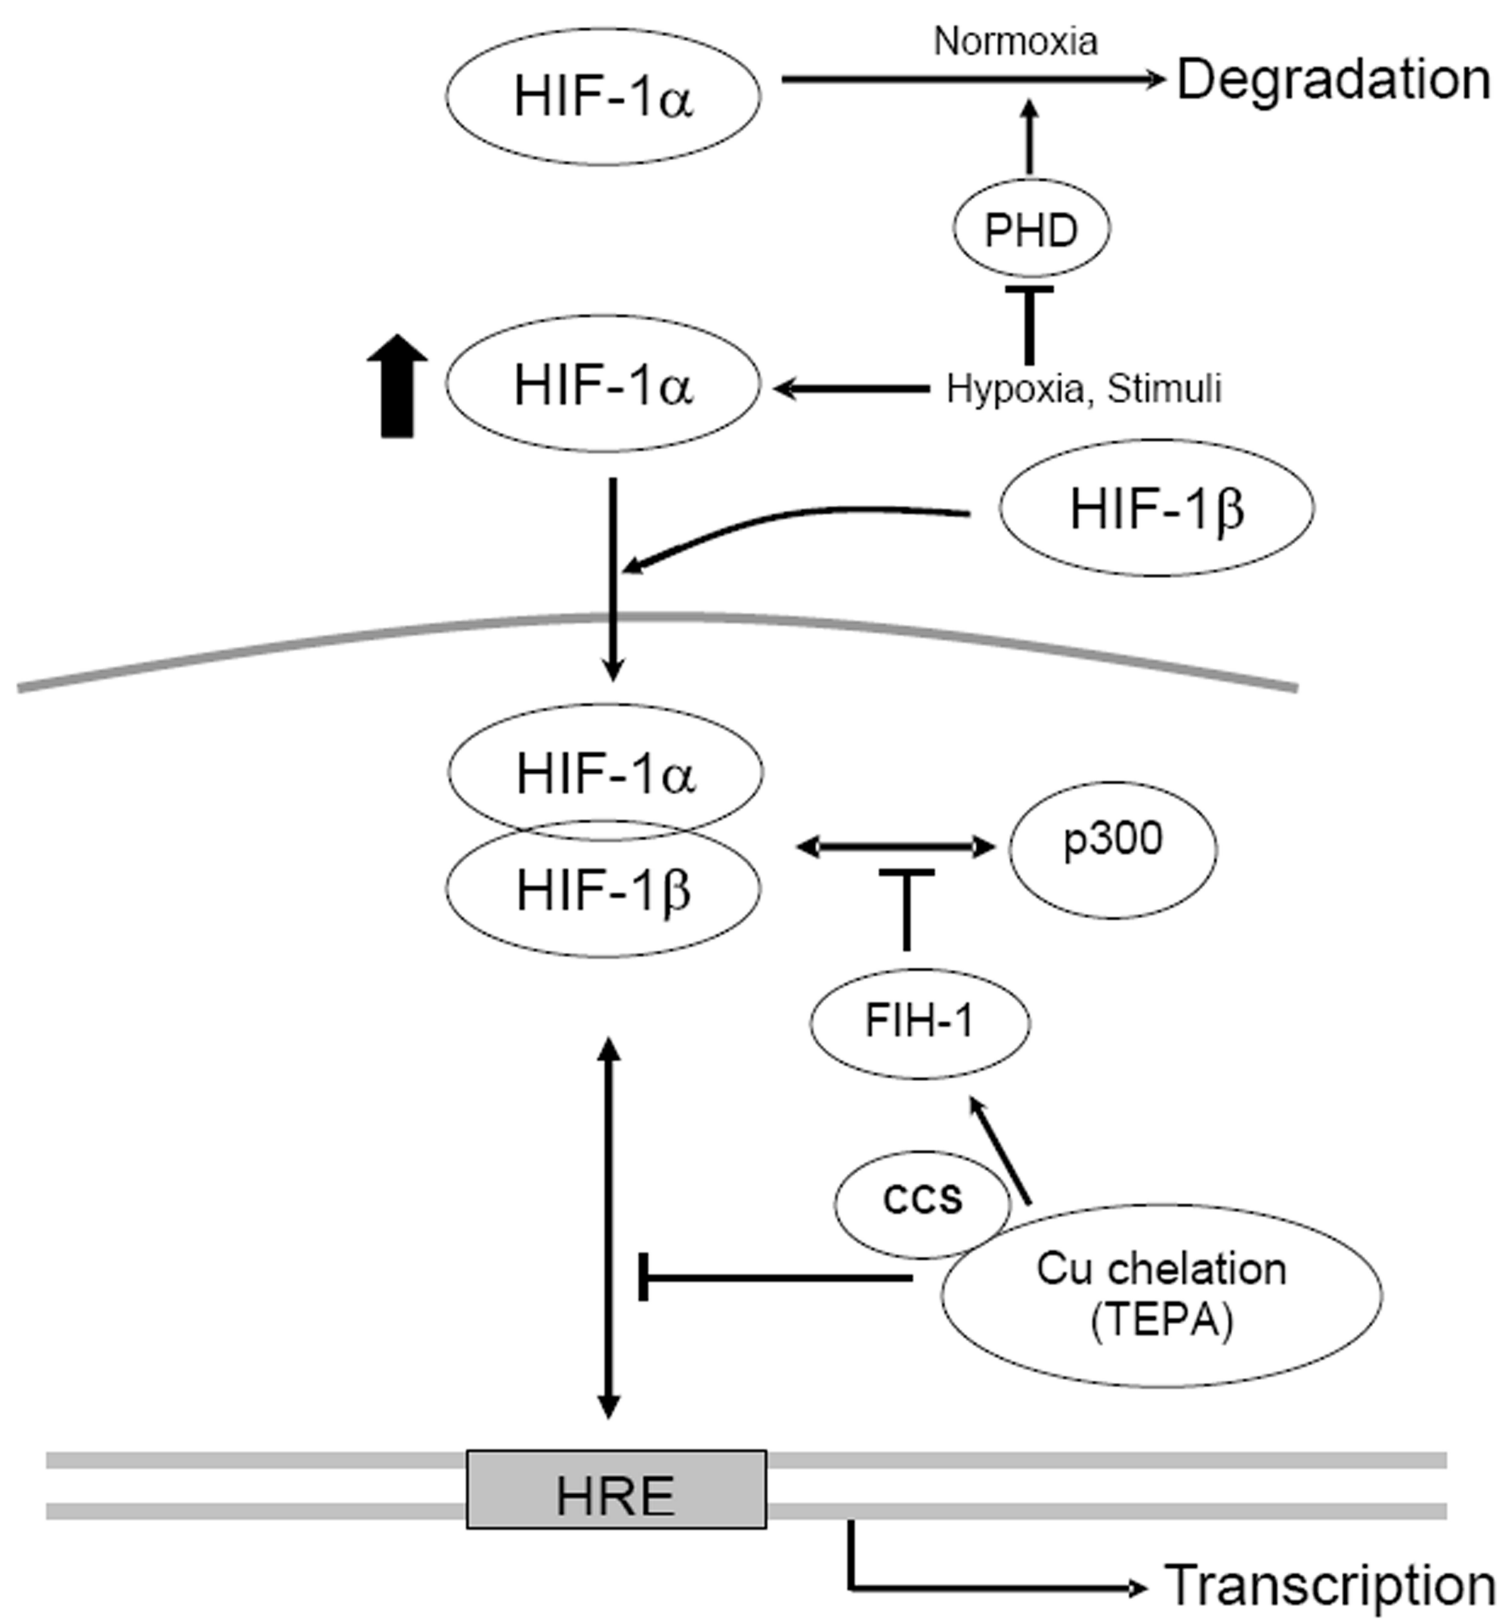 Normoxia
HIF-1α
Degradation
PHD
HIF-1α
Hypoxia, Stimuli
HIF-1β
HIF-1α
p300
HIF-1β
FIH-1
CCS
Cu chelation
(TEPA)
HRE
Transcription